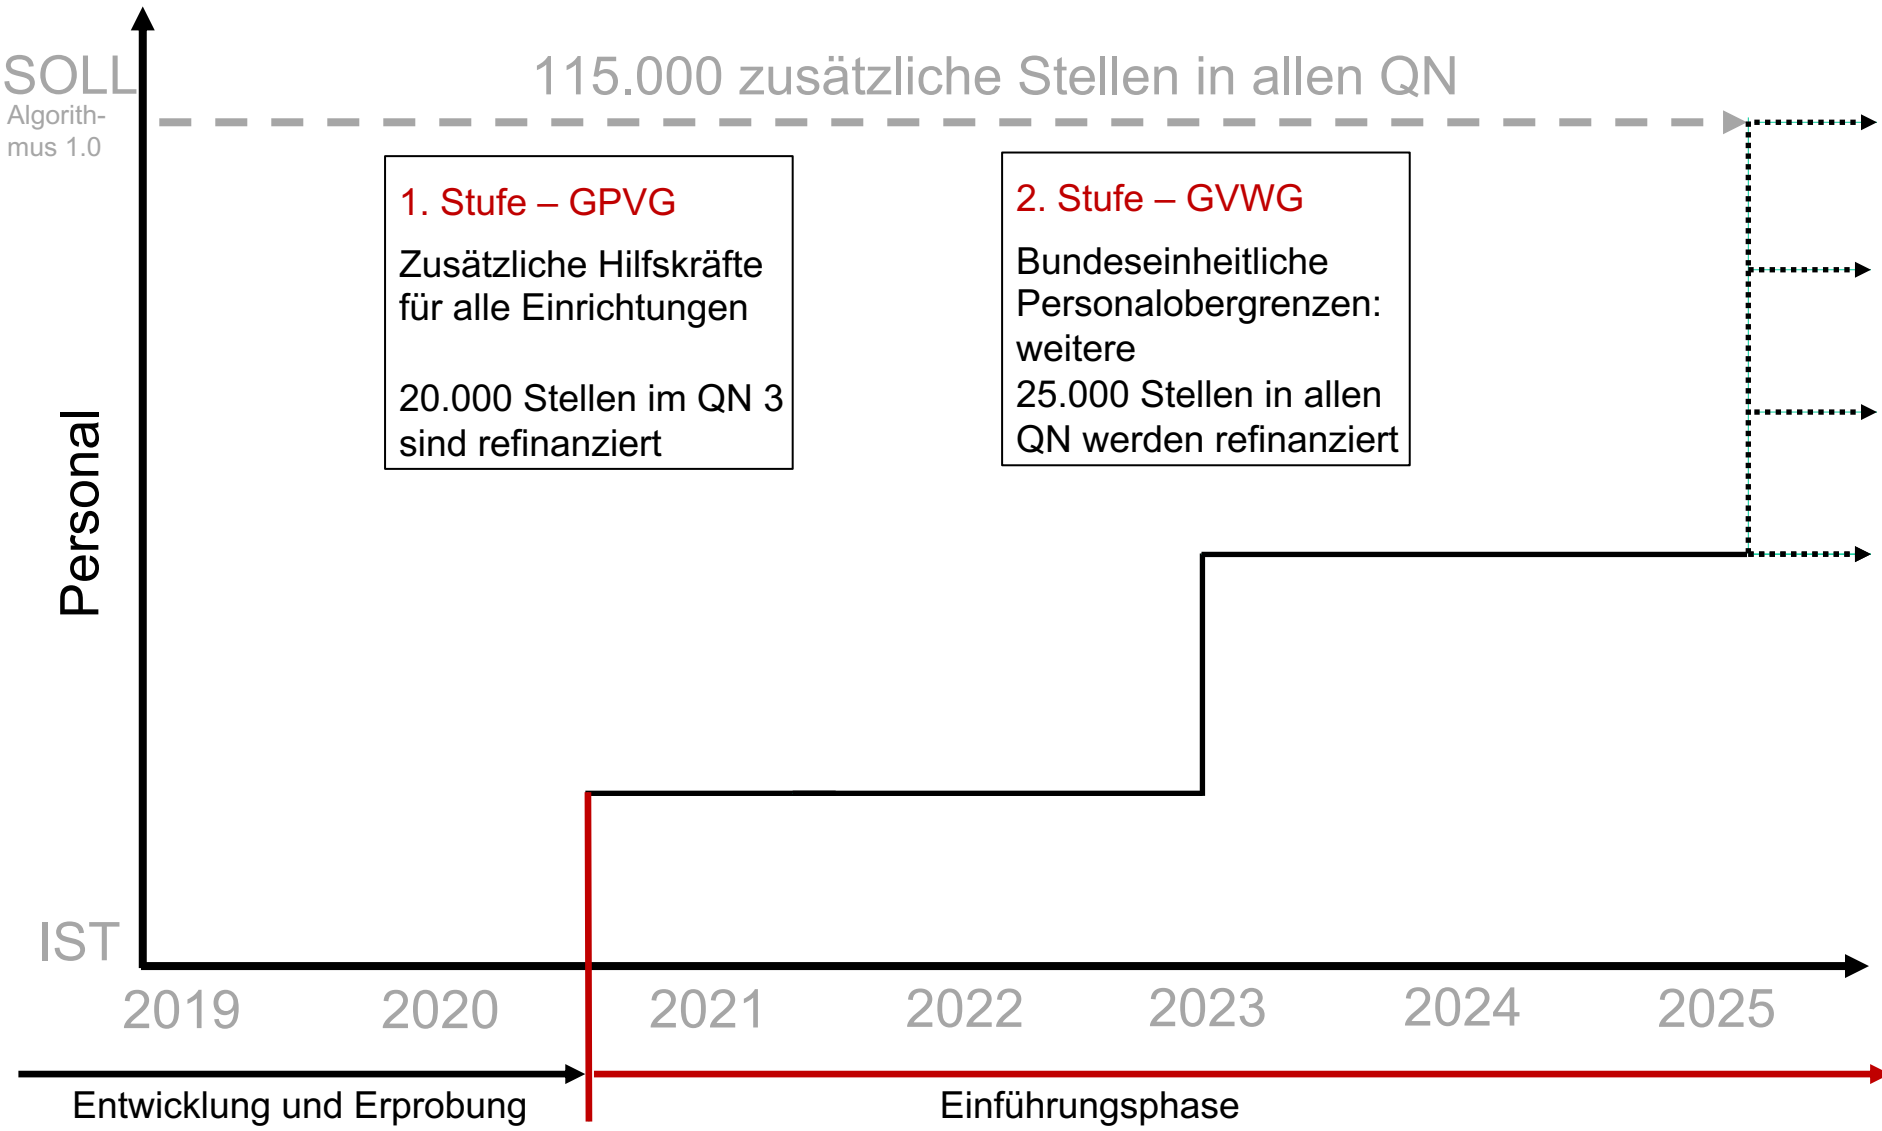 SOLL
Algorith-
mus 1.0
115.000 zusätzliche Stellen in allen QN
1. Stufe – GPVG
Zusätzliche Hilfskräfte
für alle Einrichtungen
20.000 Stellen im QN 3
sind refinanziert
2. Stufe – GVWG
Bundeseinheitliche
Personalobergrenzen:
weitere
25.000 Stellen in allen
QN werden refinanziert
Personal
IST
2019 2020 2021 2022 2023 2024 2025
Entwicklung und Erprobung Einführungsphase